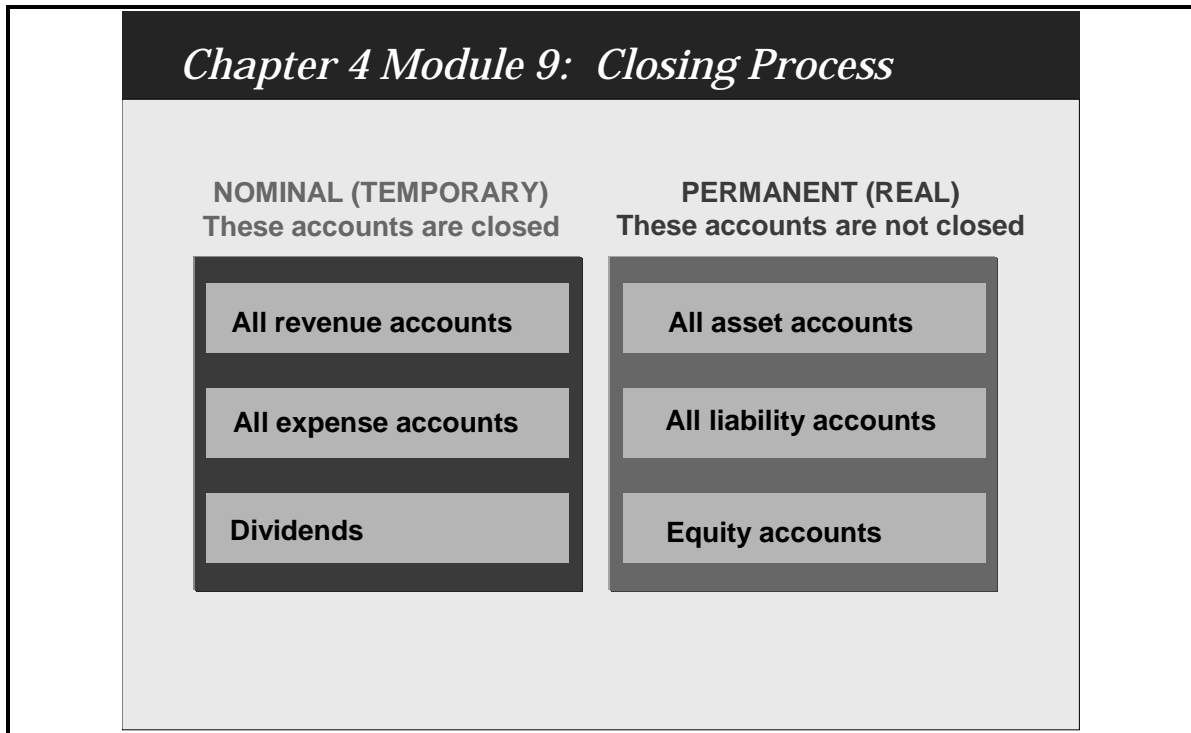 Chapter 4 Module 9: Closing Process
NOMINAL (TEMPORARY)
These accounts are closed
All revenue accounts
All expense accounts
Dividends
PERMANENT (REAL)
These accounts are not closed
All asset accounts
All liability accounts
Equity accounts